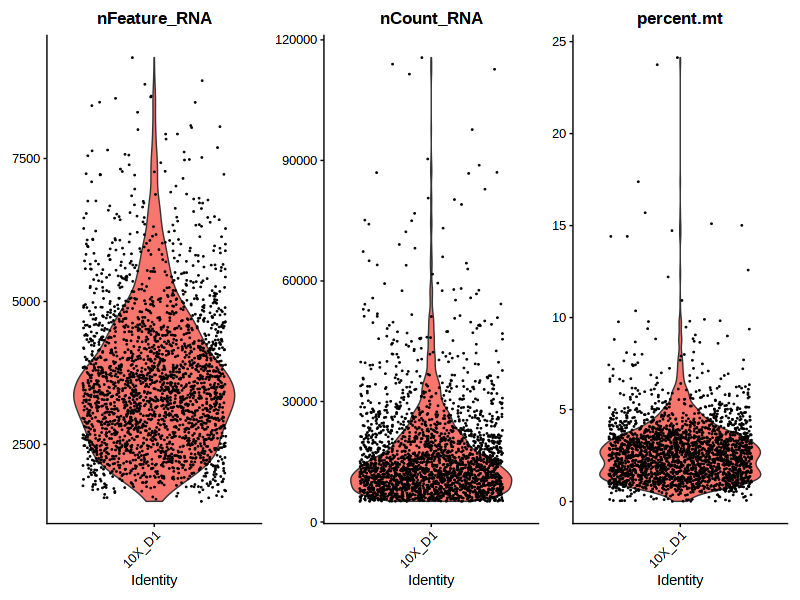 nFeature_RNA
7500
5000
2500
10X_D1
Identity
nCount_RNA
120000
90000
60000
30000
0
10X_D1
Identity
percent.mt
25
20
15
10
5
0
10X_D1
Identity